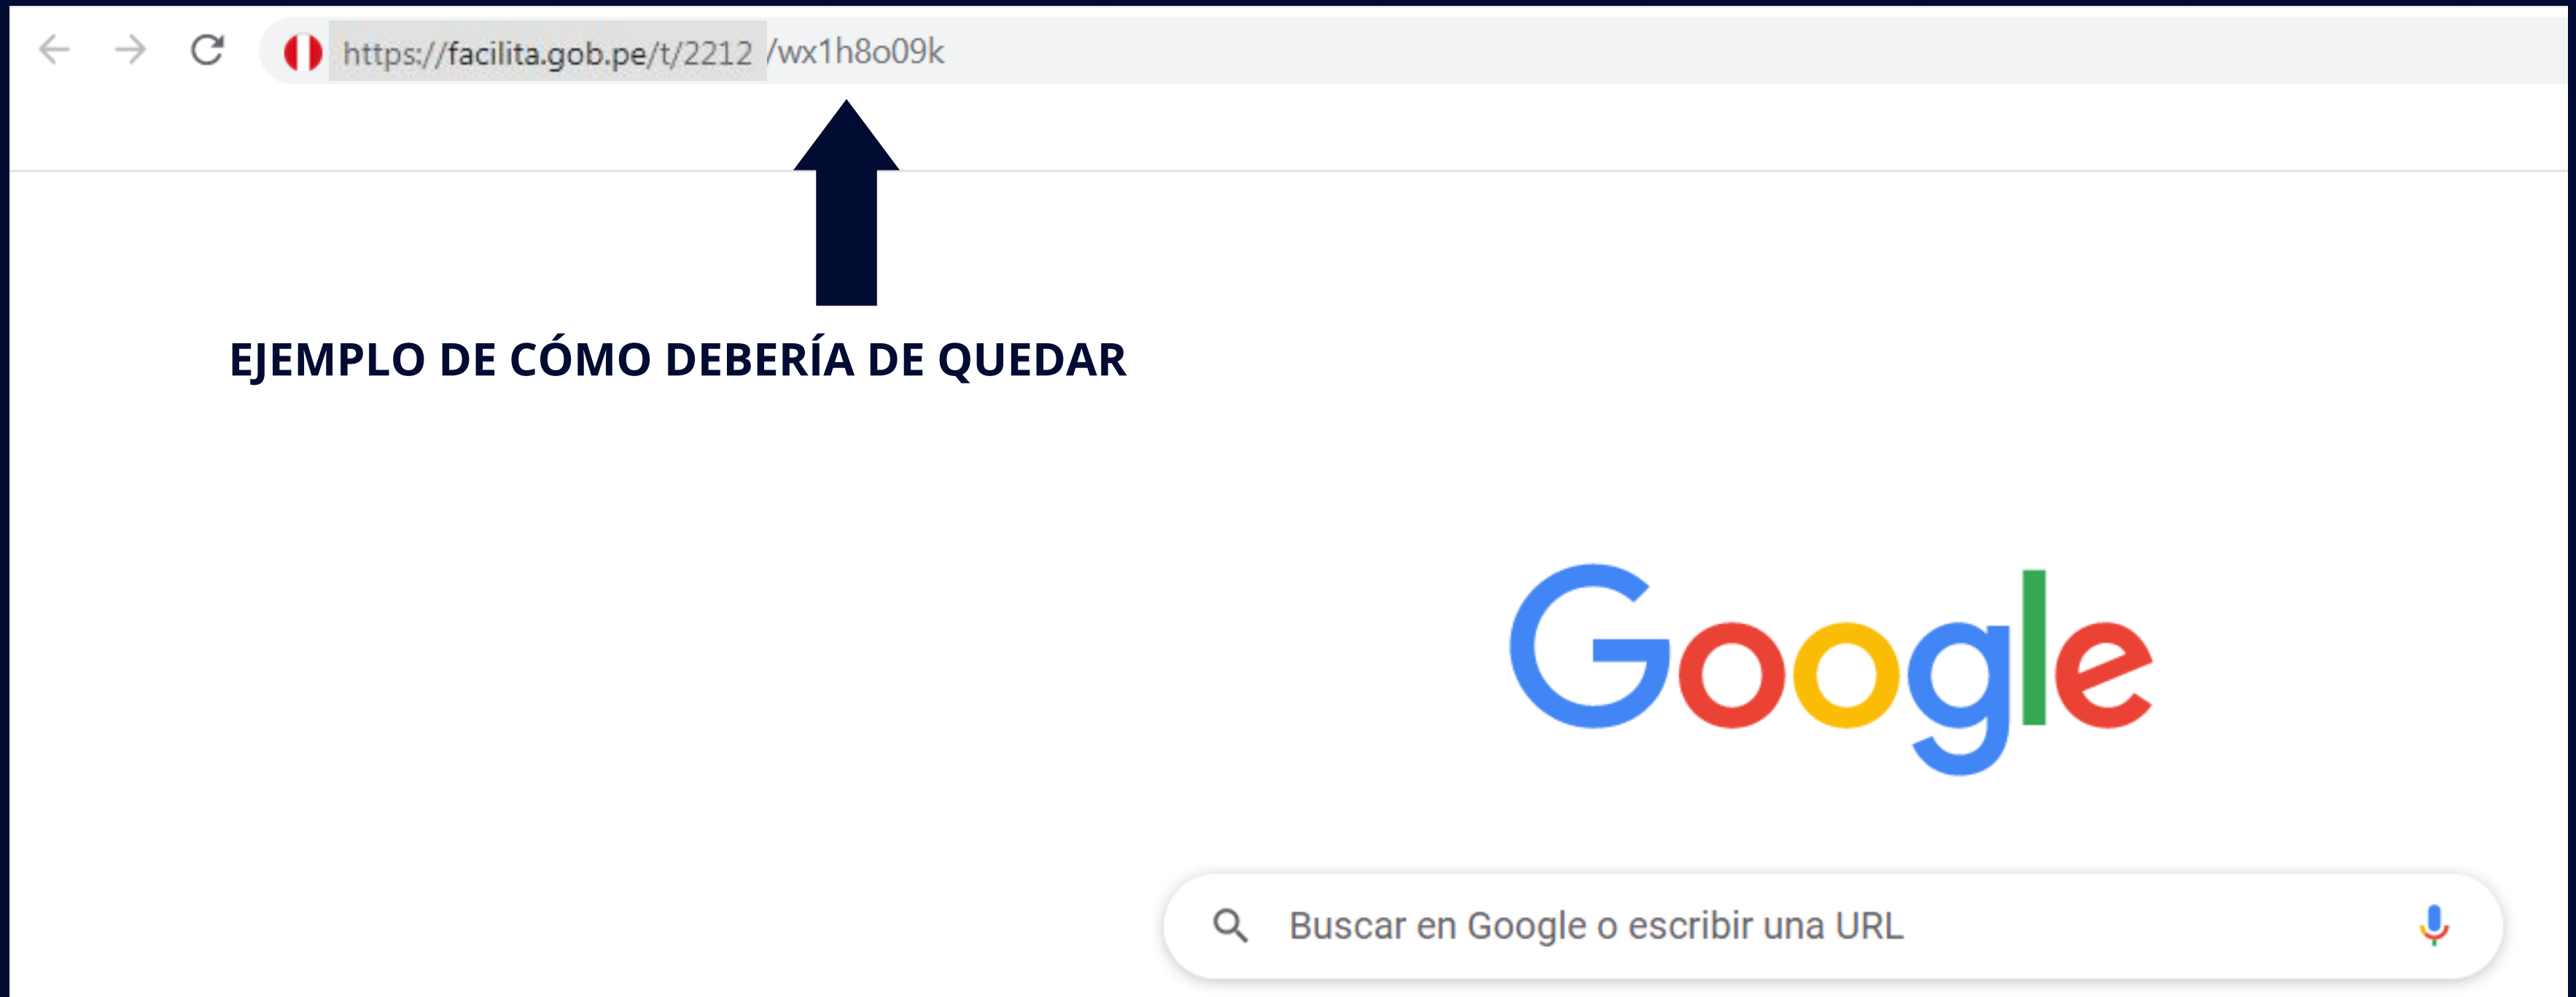 https://facilita.gob.pe/t/2212 /wx1h8o09k
EJEMPLO DE CÓMO DEBERÍA DE QUEDAR
Google
Buscar en Google o escribir una URL